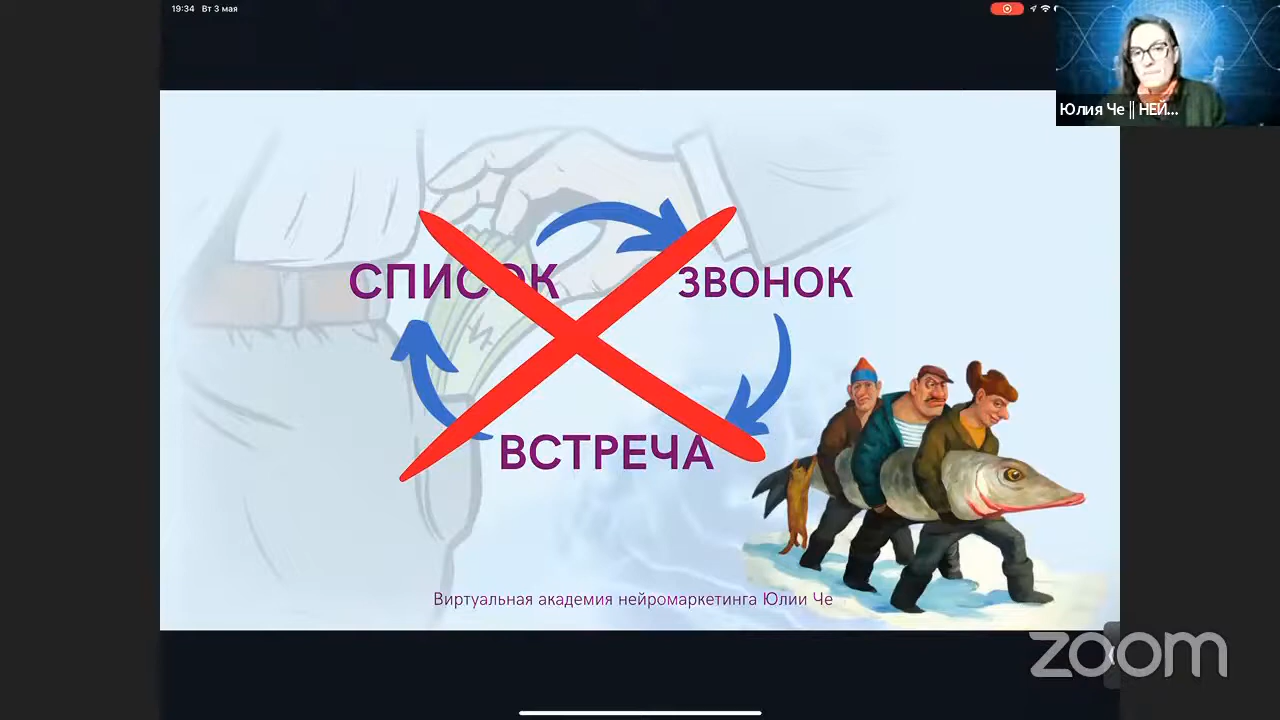 19:34 Вт 3 мая
Юлия Че || НЕЙ...
СПИСОК
ЗВОНОК
ВСТРЕЧА
Виртуальная академия нейромаркетинга Юлии Че
zoom